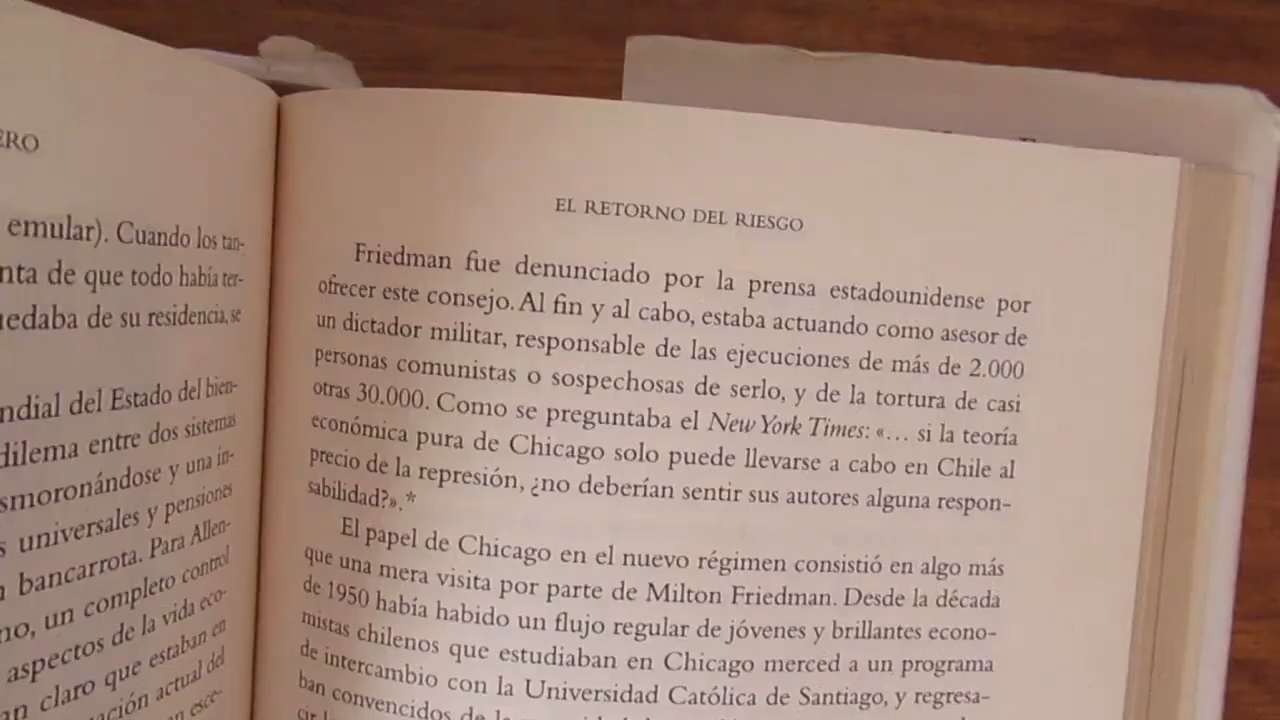 ERO
emular). Cuando los tan-
nta de que todo había ter-
uedaba de su residencia, se
ndial del Estado del bien-
dilema entre dos sistemas
smoronándose y una in-
s universales y pensiones
n bancarrota. Para Allen-
no, un completo control
aspectos de la vida eco-
an claro que estaban en
tación actual del
an esce-
EL RETORNO DEL RIESGO
Friedman fue denunciado por la prensa estadounidense por
ofrecer este consejo. Al fin y al cabo, estaba actuando como asesor de
un dictador militar, responsable de las ejecuciones de más de 2.000
personas comunistas o sospechosas de serlo, y de la tortura de casi
otras 30.000. Como se preguntaba el New York Times: «… si la teoría
económica pura de Chicago solo puede llevarse a cabo en Chile al
precio de la represión, ¿no deberían sentir sus autores alguna respon-
sabilidad?».*
El papel de Chicago en el nuevo régimen consistió en algo más
que una mera visita por parte de Milton Friedman. Desde la década
de 1950 había habido un flujo regular de jóvenes y brillantes econo-
mistas chilenos que estudiaban en Chicago merced a un programa
de intercambio con la Universidad Católica de Santiago, y regresa-
ban convencidos de la